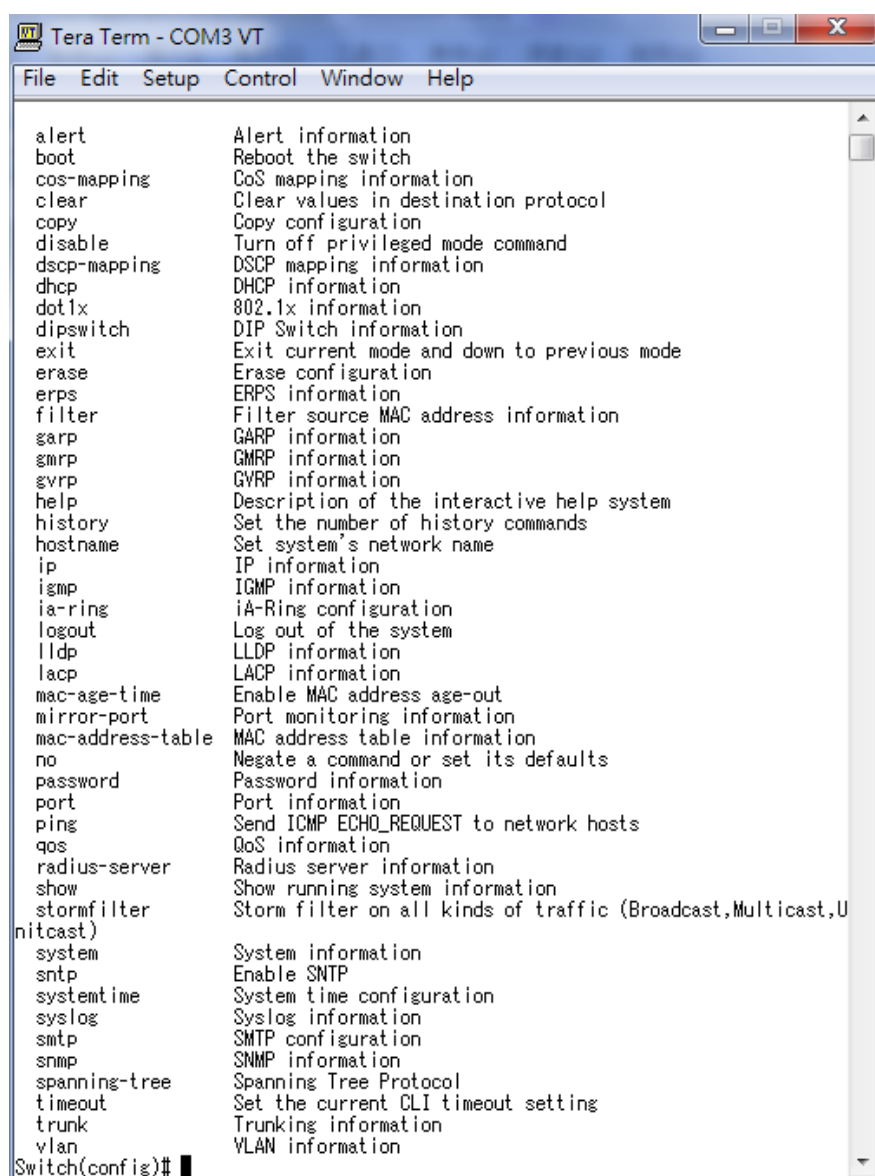 Tera Term - COM3 VT
File Edit Setup Control Window Help
alert Alert information
boot Reboot the switch
cos-mapping CoS mapping information
clear Clear values in destination protocol
copy Copy configuration
disable Turn off privileged mode command
dscp-mapping DSCP mapping information
dhcp DHCP information
dot1x 802.1x information
dipswitch DIP Switch information
exit Exit current mode and down to previous mode
erase Erase configuration
erps ERPS information
filter Filter source MAC address information
garp GARP information
gmrp GMRP information
gvrp GVRP information
help Description of the interactive help system
history Set the number of history commands
hostname Set system's network name
ip IP information
igmp IGMP information
ia-ring iA-Ring configuration
logout Log out of the system
lldp LLDP information
lacp LACP information
mac-age-time Enable MAC address age-out
mirror-port Port monitoring information
mac-address-table MAC address table information
no Negate a command or set its defaults
password Password information
port Port information
ping Send ICMP ECHO_REQUEST to network hosts
qos QoS information
radius-server Radius server information
show Show running system information
stormfilter Storm filter on all kinds of traffic (Broadcast,Multicast,U
nitcast)
system System information
sntp Enable SNTP
systemtime System time configuration
syslog Syslog information
smtp SMTP configuration
snmp SNMP information
spanning-tree Spanning Tree Protocol
timeout Set the current CLI timeout setting
trunk Trunking information
vlan VLAN information
Switch(config)#